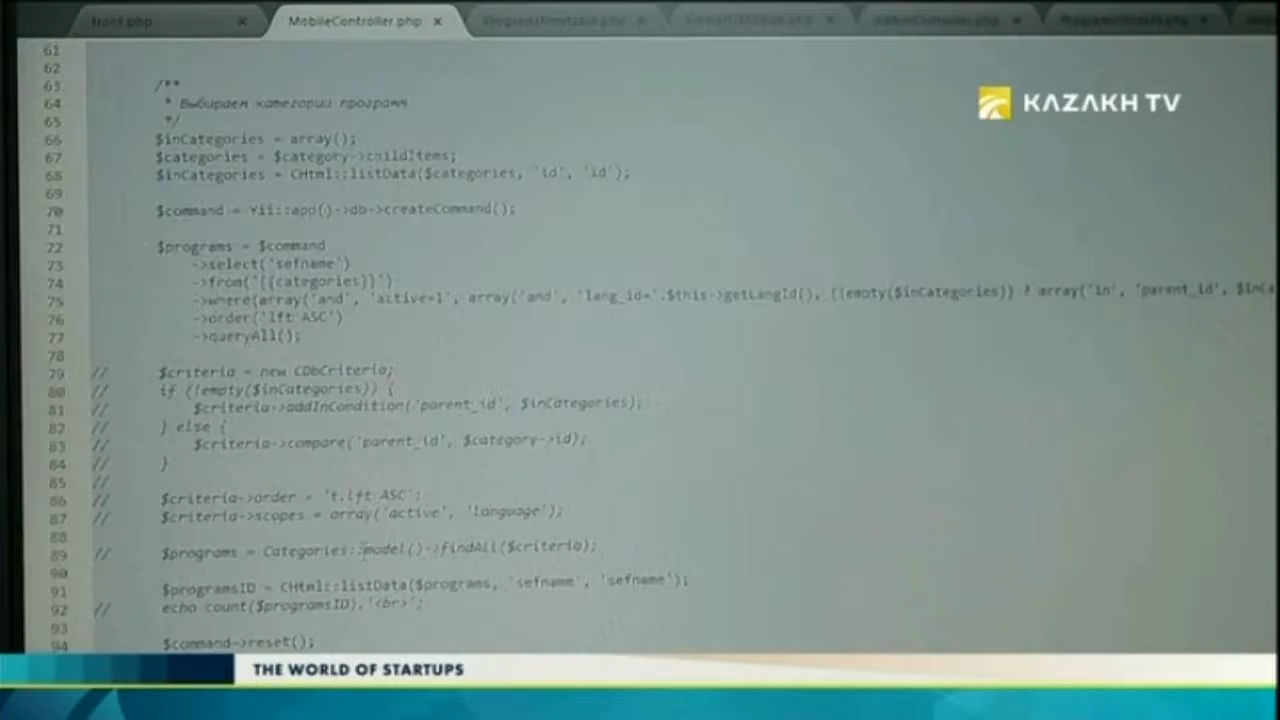 front.php × MobileController.php ×
KAZAKH TV
61
62
63 /**
64 * Выбираем категории программ
65 */
66 $inCategories = array();
67 $categories = $category->childItems;
68 $inCategories = CHtml::listData($categories, 'id', 'id');
69
70 $command = Yii::app()->db->createCommand();
71
72 $programs = $command
73 ->select('sefname')
74 ->from('{{categories}}')
75 ->where(array('and', 'active=1', array('and', 'lang_id='.$this->getLangId(), (!empty($inCategories)) ? array('in', 'parent_id', $inCa
76 ->order('lft ASC')
77 ->queryAll();
78
79 // $criteria = new CDbCriteria;
80 // if (!empty($inCategories)) {
81 // $criteria->addInCondition('parent_id', $inCategories);
82 // } else {
83 // $criteria->compare('parent_id', $category->id);
84 // }
85 //
86 // $criteria->order = 't.lft ASC';
87 // $criteria->scopes = array('active', 'language');
88
89 // $programs = Categories::model()->findAll($criteria);
90
91 $programsID = CHtml::listData($programs, 'sefname', 'sefname');
92 // echo count($programsID).'<br>';
93
94 $command->reset();
THE WORLD OF STARTUPS